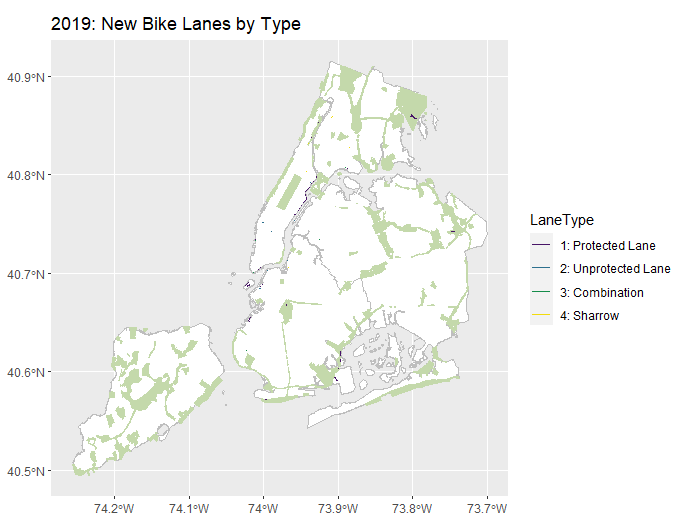 2019: New Bike Lanes by Type
40.9°N
40.8°N
40.7°N
40.6°N
40.5°N
74.2°W 74.1°W 74°W 73.9°W 73.8°W 73.7°W
LaneType
1: Protected Lane
2: Unprotected Lane
3: Combination
4: Sharrow